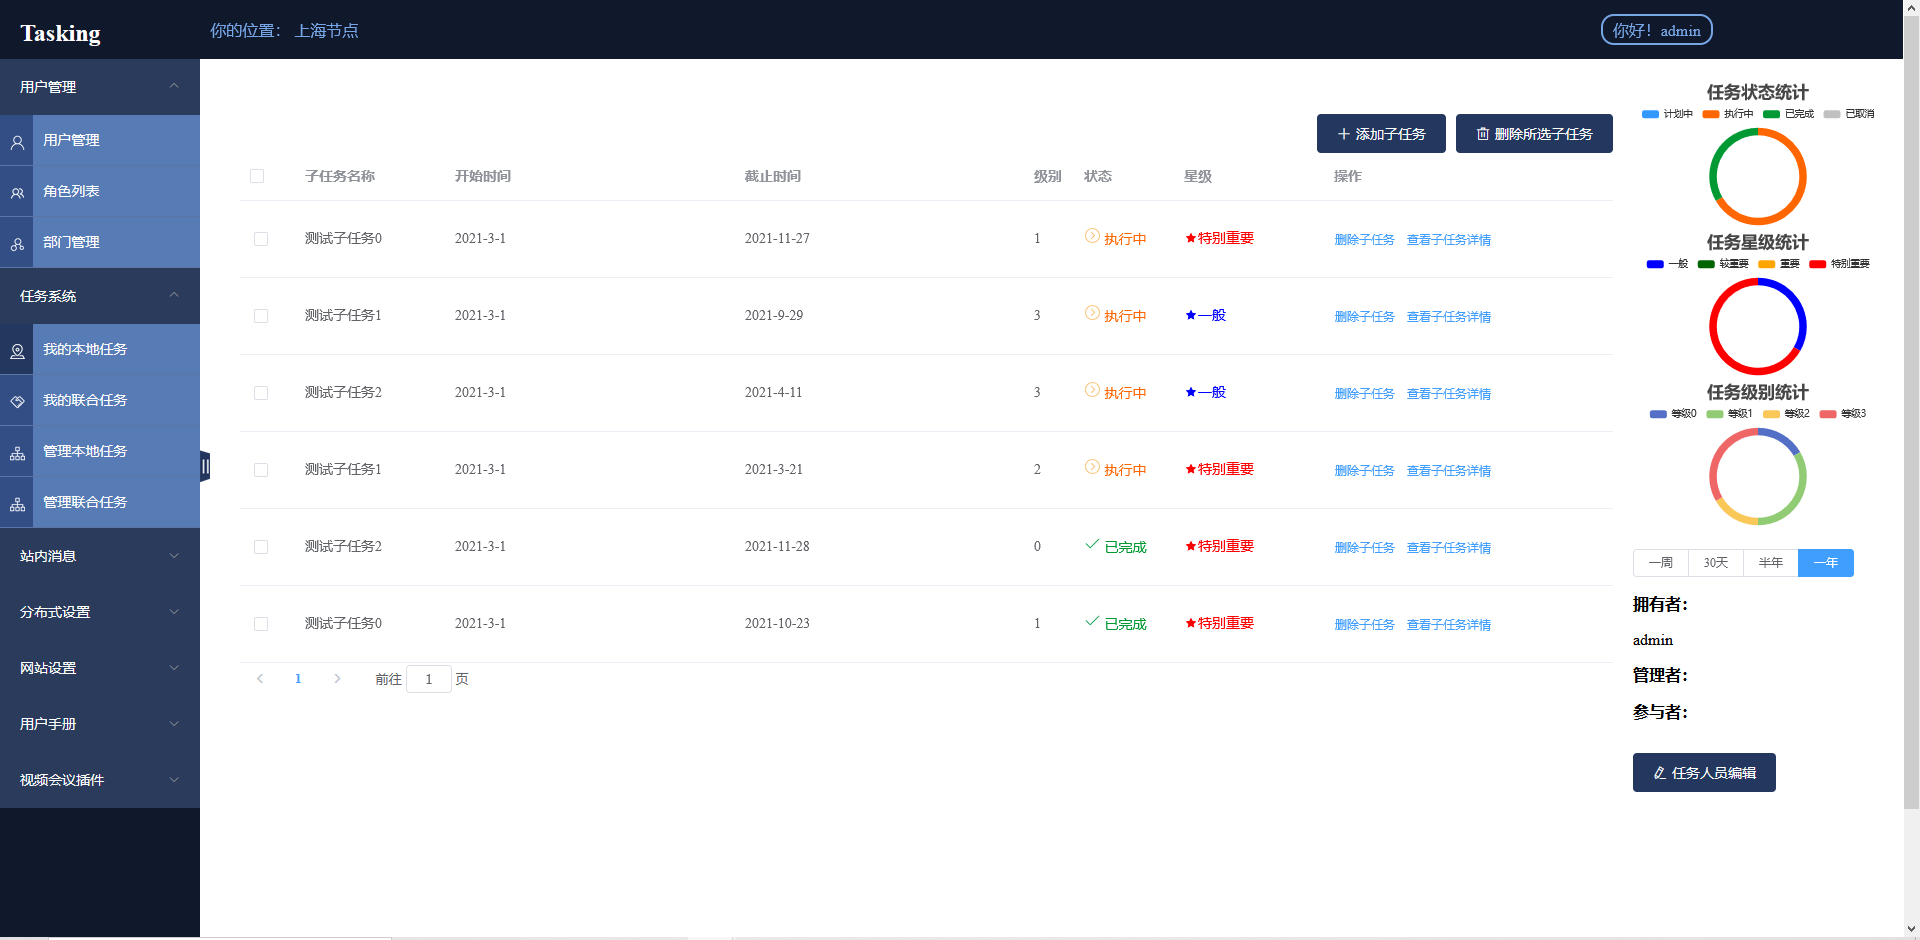 Tasking
你的位置： 上海节点
你好！admin
用户管理
用户管理
角色列表
部门管理
任务系统
我的本地任务
我的联合任务
管理本地任务
管理联合任务
站内消息
分布式设置
网站设置
用户手册
视频会议插件
添加子任务 删除所选子任务
子任务名称 开始时间 截止时间 级别 状态 星级 操作
测试子任务0 2021-3-1 2021-11-27 1 执行中 ★特别重要 删除子任务 查看子任务详情
测试子任务1 2021-3-1 2021-9-29 3 执行中 ★一般 删除子任务 查看子任务详情
测试子任务2 2021-3-1 2021-4-11 3 执行中 ★一般 删除子任务 查看子任务详情
测试子任务1 2021-3-1 2021-3-21 2 执行中 ★特别重要 删除子任务 查看子任务详情
测试子任务2 2021-3-1 2021-11-28 0 已完成 ★特别重要 删除子任务 查看子任务详情
测试子任务0 2021-3-1 2021-10-23 1 已完成 ★特别重要 删除子任务 查看子任务详情
1 前往 1 页
任务状态统计
计划中 执行中 已完成 已取消
任务星级统计
一般 较重要 重要 特别重要
任务级别统计
等级0 等级1 等级2 等级3
一周 30天 半年 一年
拥有者：
admin
管理者：
参与者：
任务人员编辑